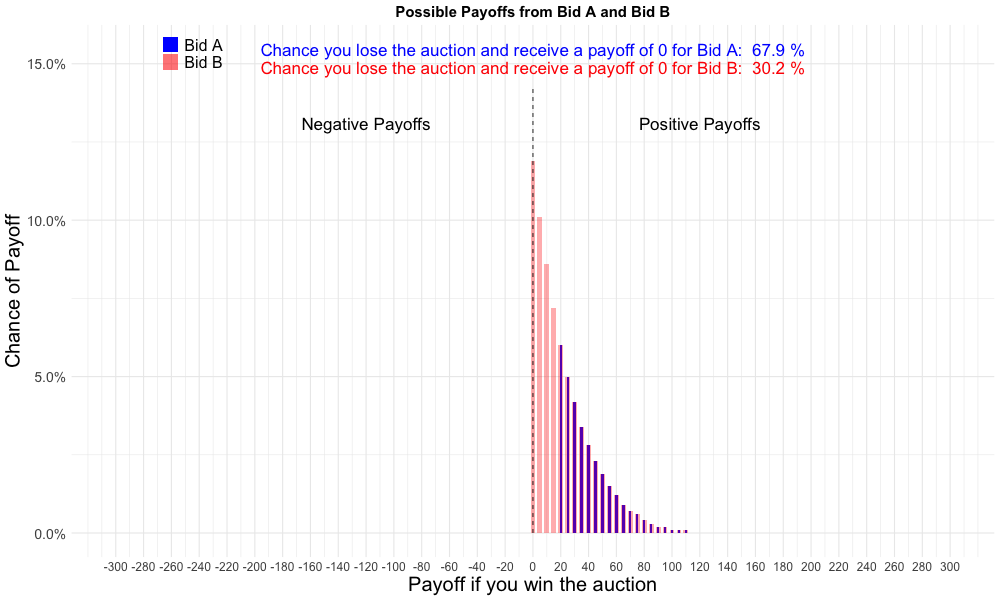 Possible Payoffs from Bid A and Bid B
Bid A
Bid B
Chance you lose the auction and receive a payoff of 0 for Bid A: 67.9 %
Chance you lose the auction and receive a payoff of 0 for Bid B: 30.2 %
Negative Payoffs
Positive Payoffs
Chance of Payoff
15.0%
10.0%
5.0%
0.0%
-300 -280 -260 -240 -220 -200 -180 -160 -140 -120 -100 -80 -60 -40 -20 0 20 40 60 80 100 120 140 160 180 200 220 240 260 280 300
Payoff if you win the auction